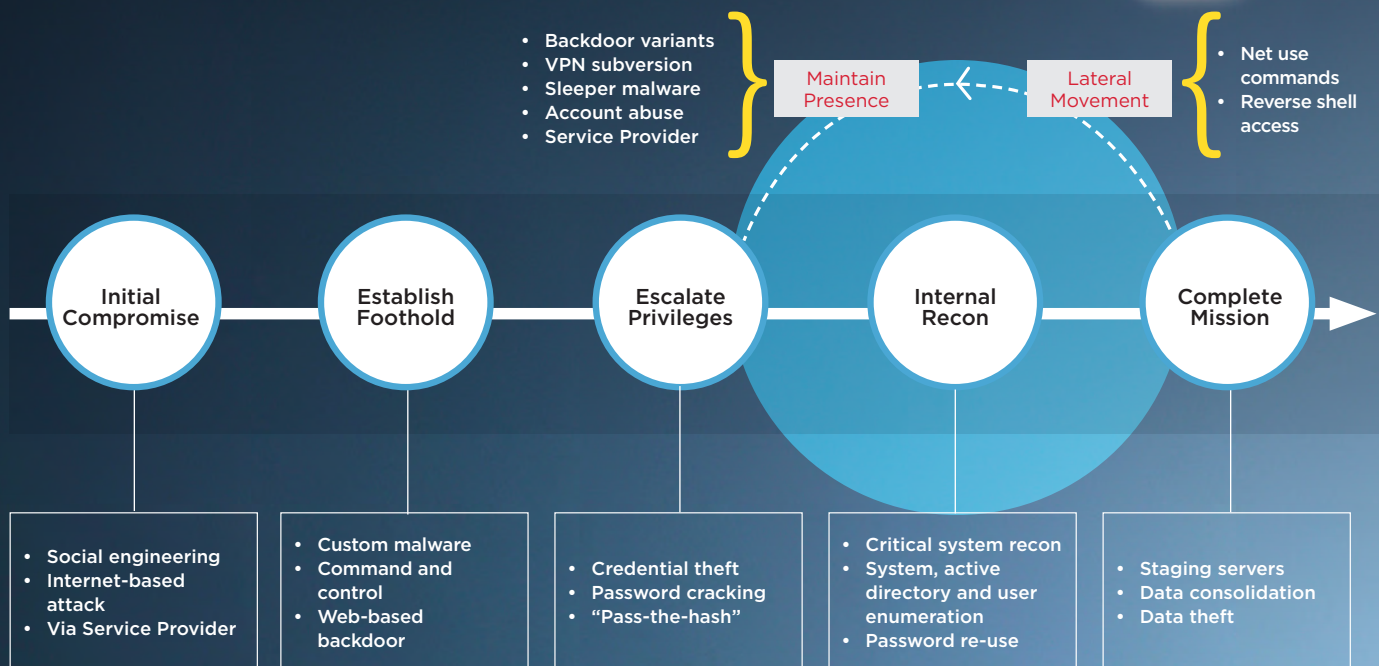 • Backdoor variants
• VPN subversion
• Sleeper malware
• Account abuse
• Service Provider
Maintain
Presence
Lateral
Movement
• Net use
commands
• Reverse shell
access
Initial
Compromise
Establish
Foothold
Escalate
Privileges
Internal
Recon
Complete
Mission
• Social engineering
• Internet-based
attack
• Via Service Provider
• Custom malware
• Command and
control
• Web-based
backdoor
• Credential theft
• Password cracking
• “Pass-the-hash”
• Critical system recon
• System, active
directory and user
enumeration
• Password re-use
• Staging servers
• Data consolidation
• Data theft